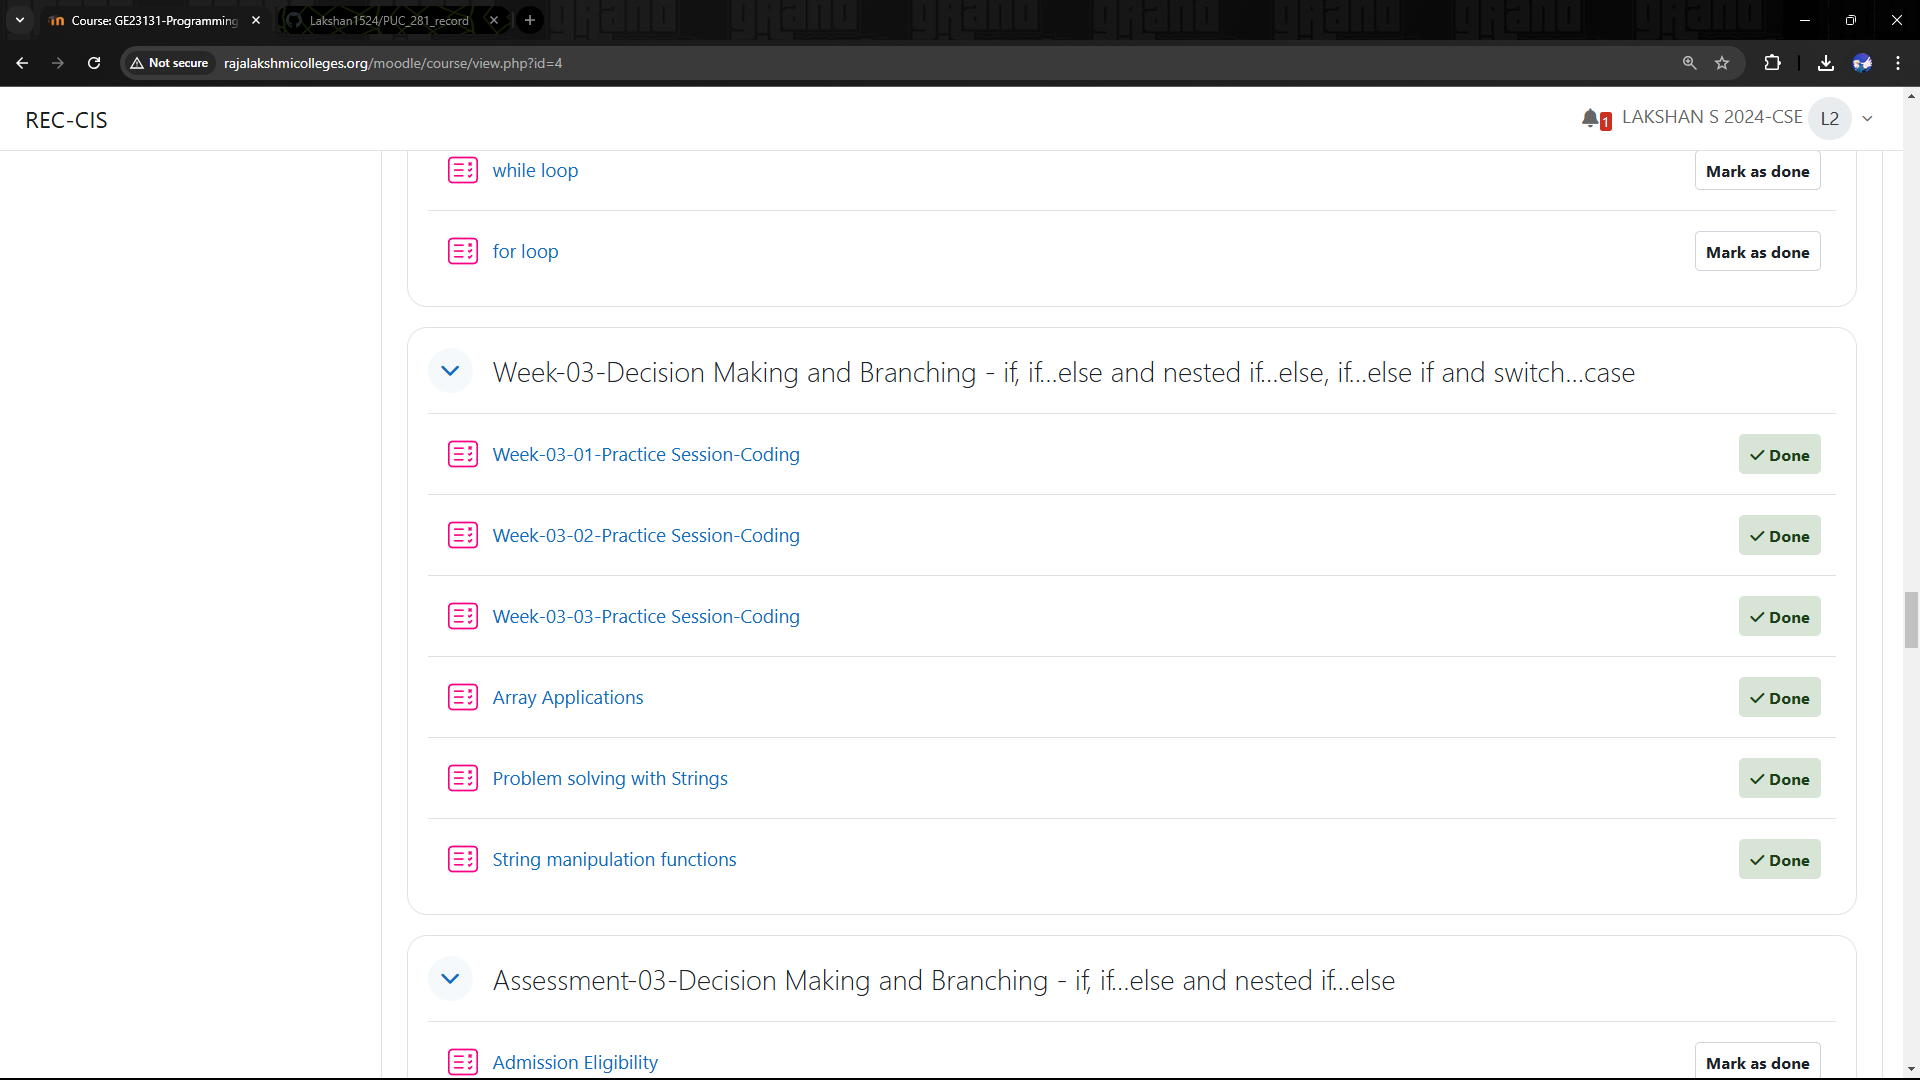 Course: GE23131-Programming
Lakshan1524/PUC_281_record
Not secure
rajalakshmicolleges.org/moodle/course/view.php?id=4
REC-CIS
1
LAKSHAN S 2024-CSE
L2
while loop
Mark as done
for loop
Mark as done
Week-03-Decision Making and Branching - if, if...else and nested if...else, if...else if and switch...case
Week-03-01-Practice Session-Coding
Done
Week-03-02-Practice Session-Coding
Done
Week-03-03-Practice Session-Coding
Done
Array Applications
Done
Problem solving with Strings
Done
String manipulation functions
Done
Assessment-03-Decision Making and Branching - if, if...else and nested if...else
Admission Eligibility
Mark as done